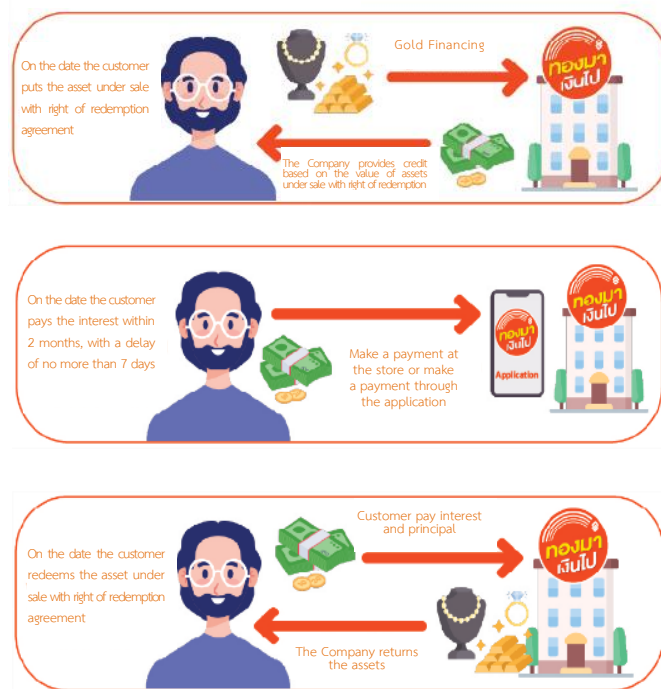 On the date the customer
puts the asset under sale
with right of redemption
agreement
Gold Financing
The Company provides credit
based on the value of assets
under sale with right of redemption
ทองมา
เงินไป
On the date the customer
pays the interest within
2 months, with a delay
of no more than 7 days
Make a payment at
the store or make
a payment through
the application
ทองมา
เงินไป
Application
ทองมา
เงินไป
On the date the customer
redeems the asset under
sale with right of redemption
agreement
Customer pay interest
and principal
The Company returns
the assets
ทองมา
เงินไป